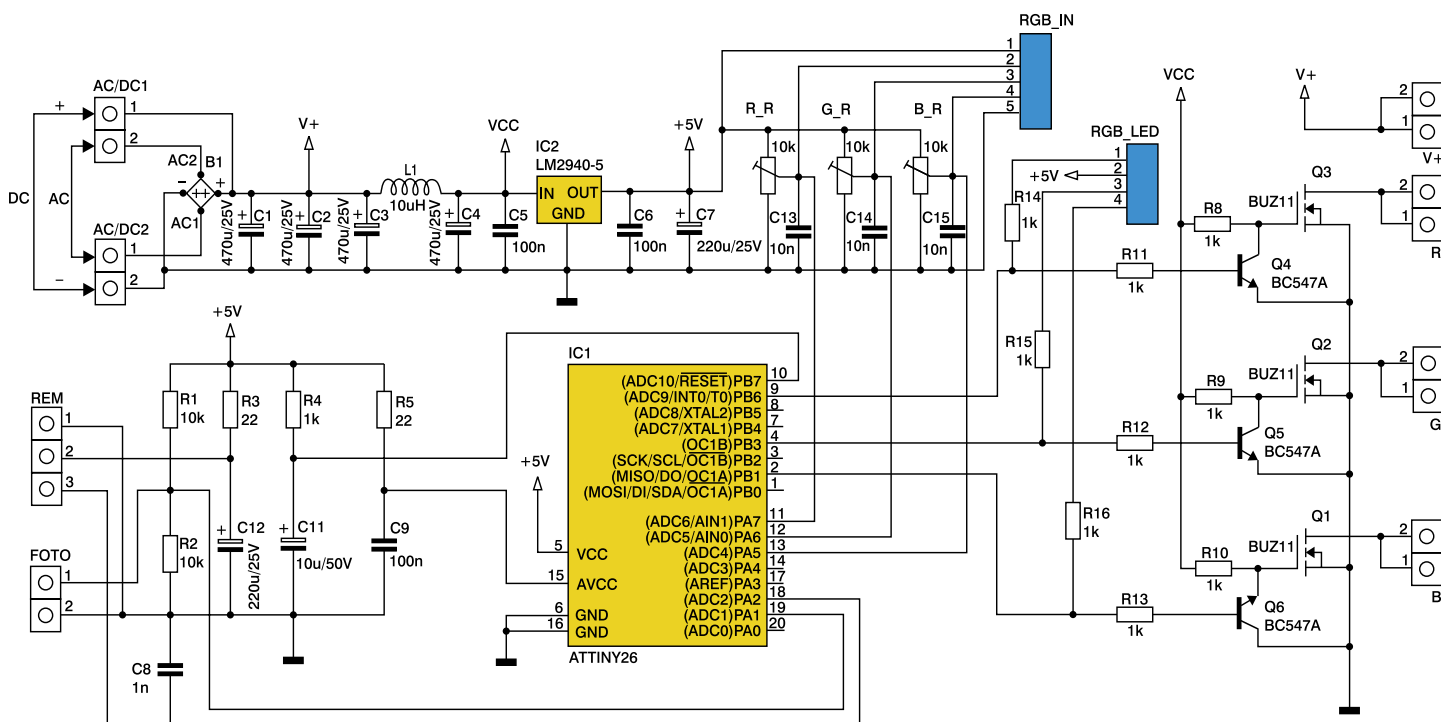 RGB_IN
1
2
3
4
5
AC/DC1
1
2
+
DC
AC
−
AC2
B1
−
+
++
AC1
AC/DC2
1
2
V+
+
C1
470u/25V
+
C2
470u/25V
+
C3
470u/25V
L1
10uH
+
C4
470u/25V
VCC
C5
100n
IC2
LM2940-5
IN OUT
GND
C6
100n
+5V
+
C7
220u/25V
R_R
G_R
B_R
10k
10k
10k
C13
10n
C14
10n
C15
10n
RGB_LED
1
2
3
4
+5V
R14
1k
R15
1k
R16
1k
VCC
V+
2
1
V+
Q3
BUZ11
2
1
R
R8
1k
R11
1k
Q4
BC547A
Q2
BUZ11
2
1
G
R9
1k
R12
1k
Q5
BC547A
Q1
BUZ11
2
1
B
R10
1k
R13
1k
Q6
BC547A
+5V
REM
1
2
3
R1
10k
R3
22
R4
1k
R5
22
FOTO
1
2
R2
10k
+
C12
220u/25V
+
C11
10u/50V
C9
100n
C8
1n
+5V
IC1
(ADC10/RESET)PB7 10
(ADC9/INT0/T0)PB6 9
(ADC8/XTAL2)PB5 8
(ADC7/XTAL1)PB4 7
(OC1B)PB3 4
(SCK/SCL/OC1B)PB2 3
(MISO/DO/OC1A)PB1 2
(MOSI/DI/SDA/OC1A)PB0 1
(ADC6/AIN1)PA7 11
(ADC5/AIN0)PA6 12
(ADC4)PA5 13
(ADC3)PA4 14
(AREF)PA3 17
(ADC2)PA2 18
(ADC1)PA1 19
(ADC0)PA0 20
5 VCC
15 AVCC
6 GND
16 GND
ATTINY26